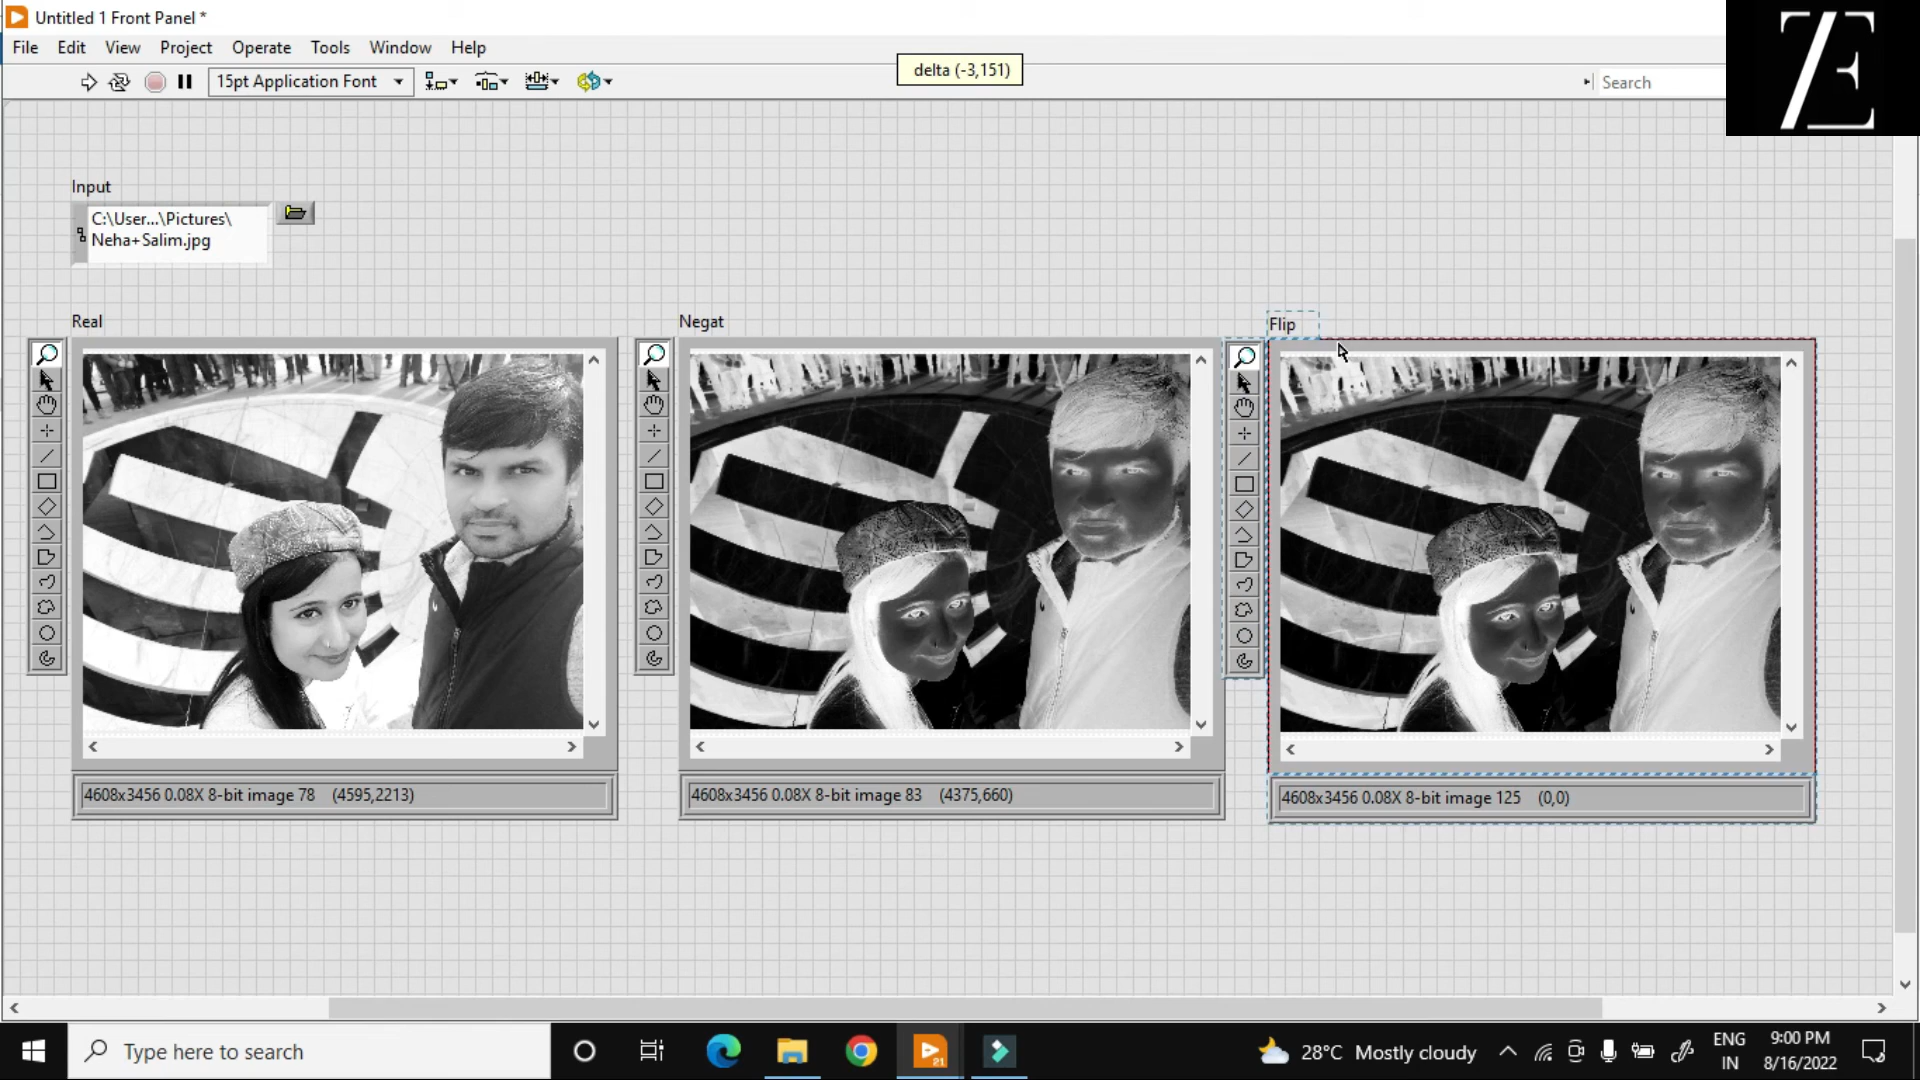 Untitled 1 Front Panel *
File Edit View Project Operate Tools Window Help
15pt Application Font
delta (-3,151)
Search
Input
C:\User...\Pictures\
Neha+Salim.jpg
Real
Negat
Flip
4608x3456 0.08X 8-bit image 78 (4595,2213)
4608x3456 0.08X 8-bit image 83 (4375,660)
4608x3456 0.08X 8-bit image 125 (0,0)
Type here to search
21
28°C Mostly cloudy
ENG
IN
9:00 PM
8/16/2022